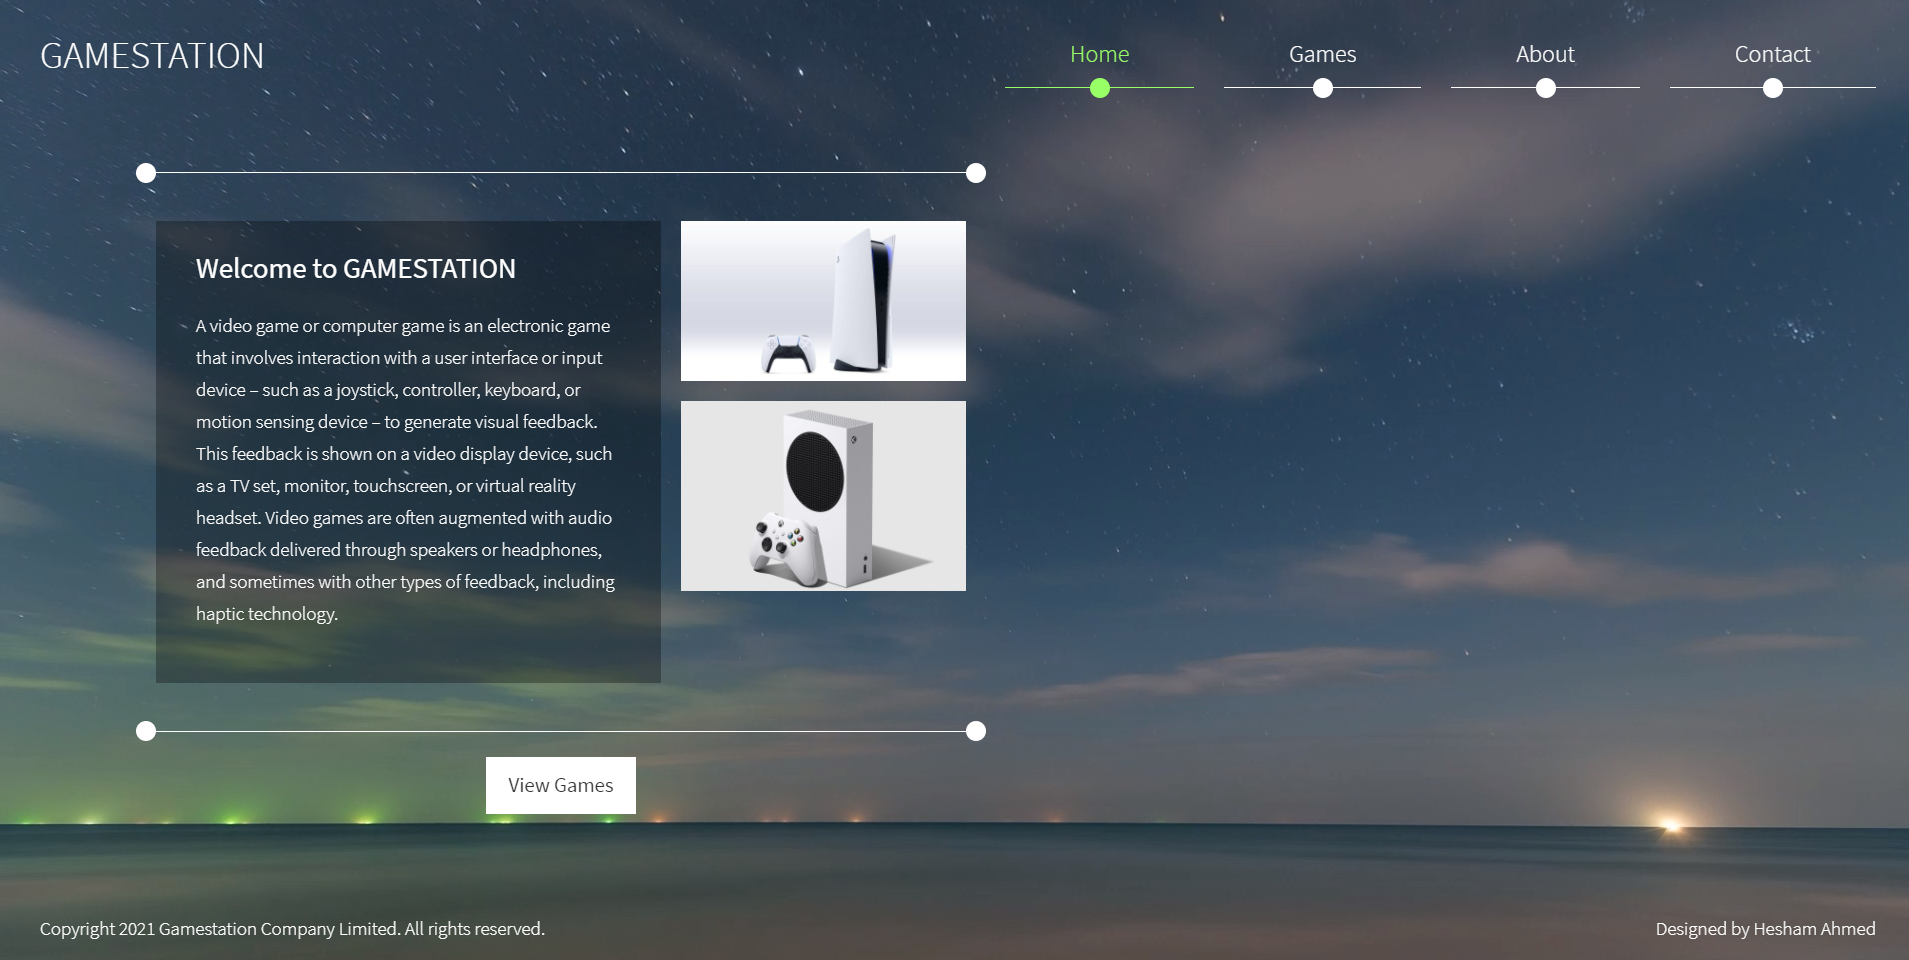 GAMESTATION
Home
Games
About
Contact
Welcome to GAMESTATION
A video game or computer game is an electronic game
that involves interaction with a user interface or input
device – such as a joystick, controller, keyboard, or
motion sensing device – to generate visual feedback.
This feedback is shown on a video display device, such
as a TV set, monitor, touchscreen, or virtual reality
headset. Video games are often augmented with audio
feedback delivered through speakers or headphones,
and sometimes with other types of feedback, including
haptic technology.
View Games
Copyright 2021 Gamestation Company Limited. All rights reserved.
Designed by Hesham Ahmed